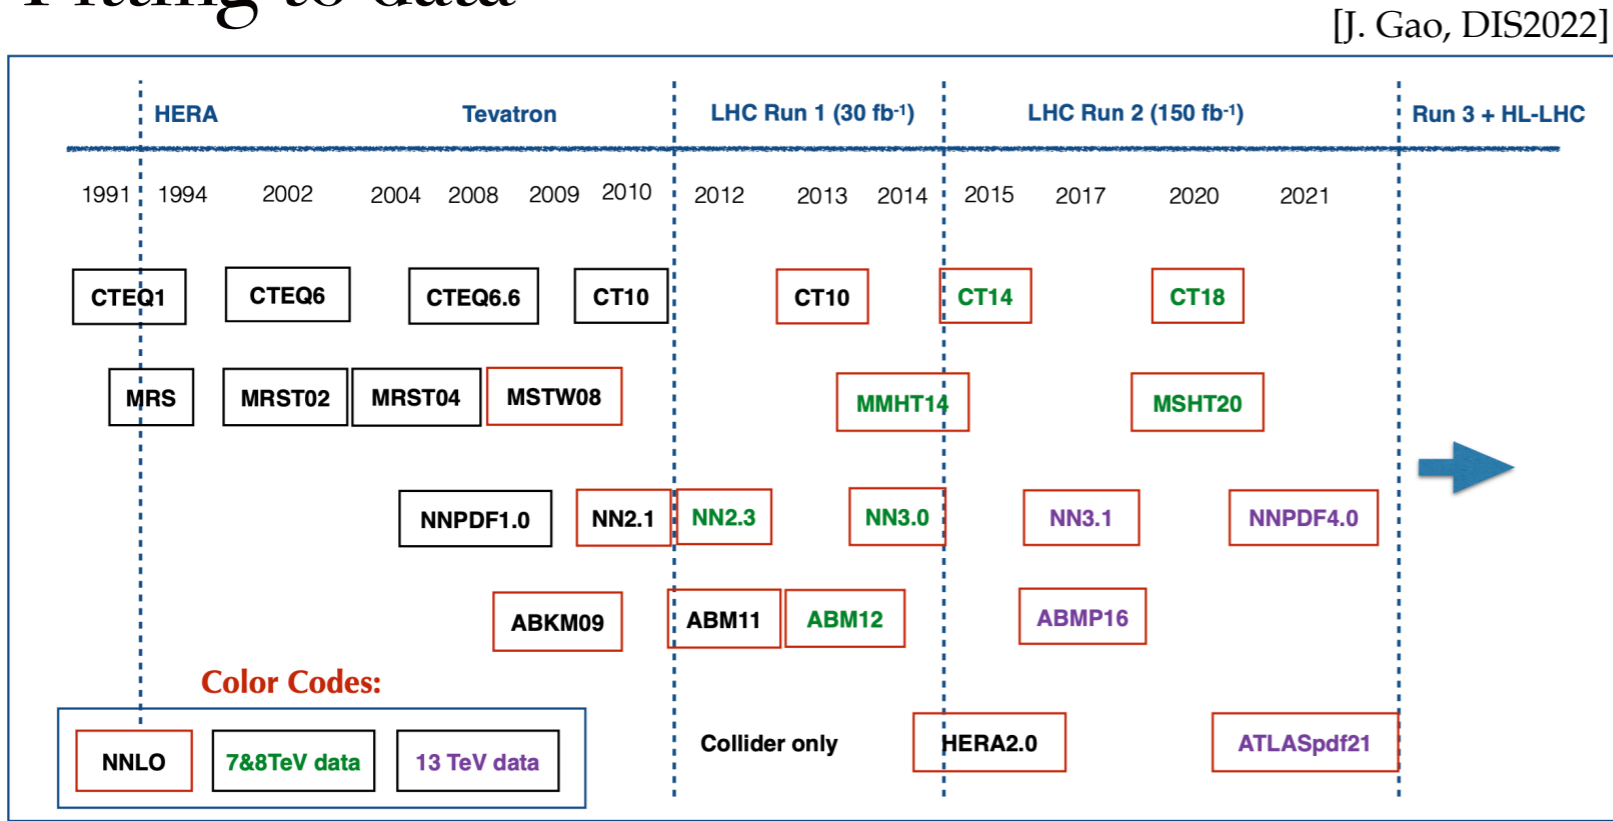 Fitting to data
[J. Gao, DIS2022]
HERA Tevatron LHC Run 1 (30 fb⁻¹) LHC Run 2 (150 fb⁻¹) Run 3 + HL-LHC
1991 1994 2002 2004 2008 2009 2010 2012 2013 2014 2015 2017 2020 2021
CTEQ1 CTEQ6 CTEQ6.6 CT10 CT10 CT14 CT18
MRS MRST02 MRST04 MSTW08 MMHT14 MSHT20
NNPDF1.0 NN2.1 NN2.3 NN3.0 NN3.1 NNPDF4.0
ABKM09 ABM11 ABM12 ABMP16
Color Codes:
NNLO 7&8TeV data 13 TeV data Collider only HERA2.0 ATLASpdf21